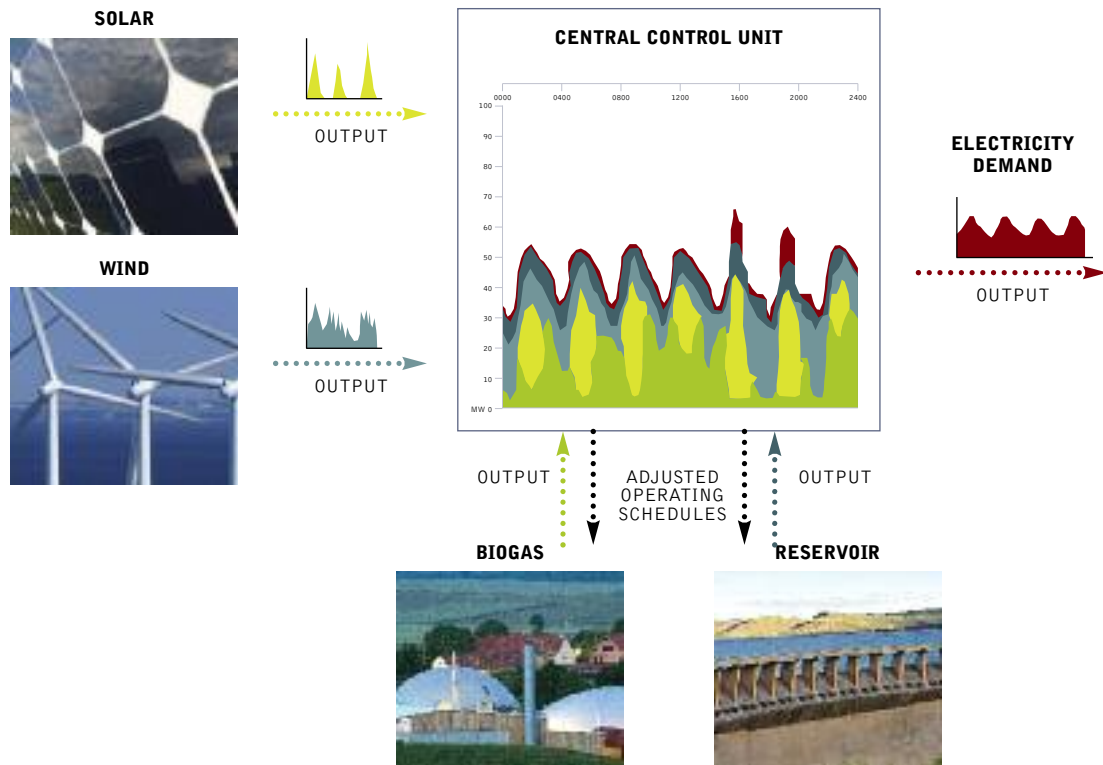 SOLAR
OUTPUT
WIND
OUTPUT
CENTRAL CONTROL UNIT
0000 0400 0800 1200 1600 2000 2400
100
90
80
70
60
50
40
30
20
10
MW 0
ELECTRICITY
DEMAND
OUTPUT
OUTPUT
ADJUSTED
OPERATING
SCHEDULES
OUTPUT
BIOGAS
RESERVOIR